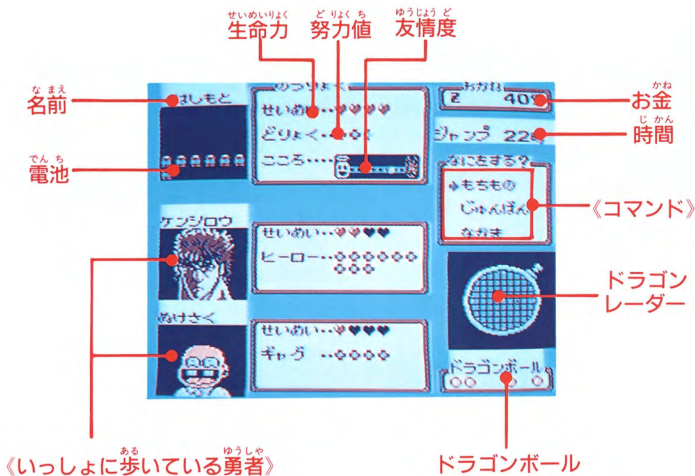 せいめいりょく どりょくち ゆうじょうど
生命力 努力値 友情度
なまえ
名前
でんち
電池
はしもと
のうりょく
せいめい‥
どりょく‥
こころ‥‥
おかね
Z 40
かね
お金
ジャンプ 22
じかん
時間
なにをする?
もちもの
じゅんばん
なかま
《コマンド》
ケンシロウ
せいめい‥
ヒーロー‥
ドラゴン
レーダー
ぬけさく
せいめい‥
ギャグ ‥
ドラゴンボール
ある ゆうしゃ
《いっしょに歩いている勇者》
ドラゴンボール